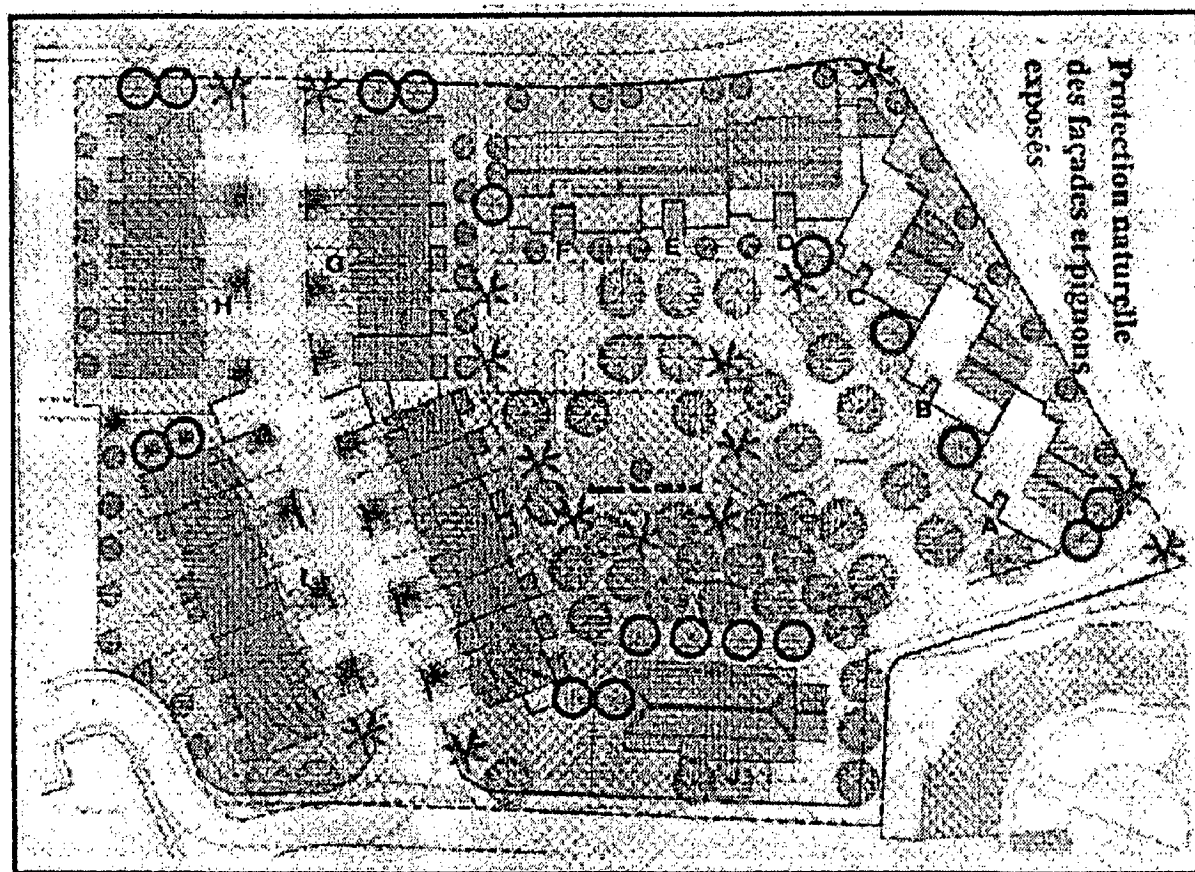 Protection naturelle
des façades et pignons
exposés
H
G
F
E
D
C
B
A
I